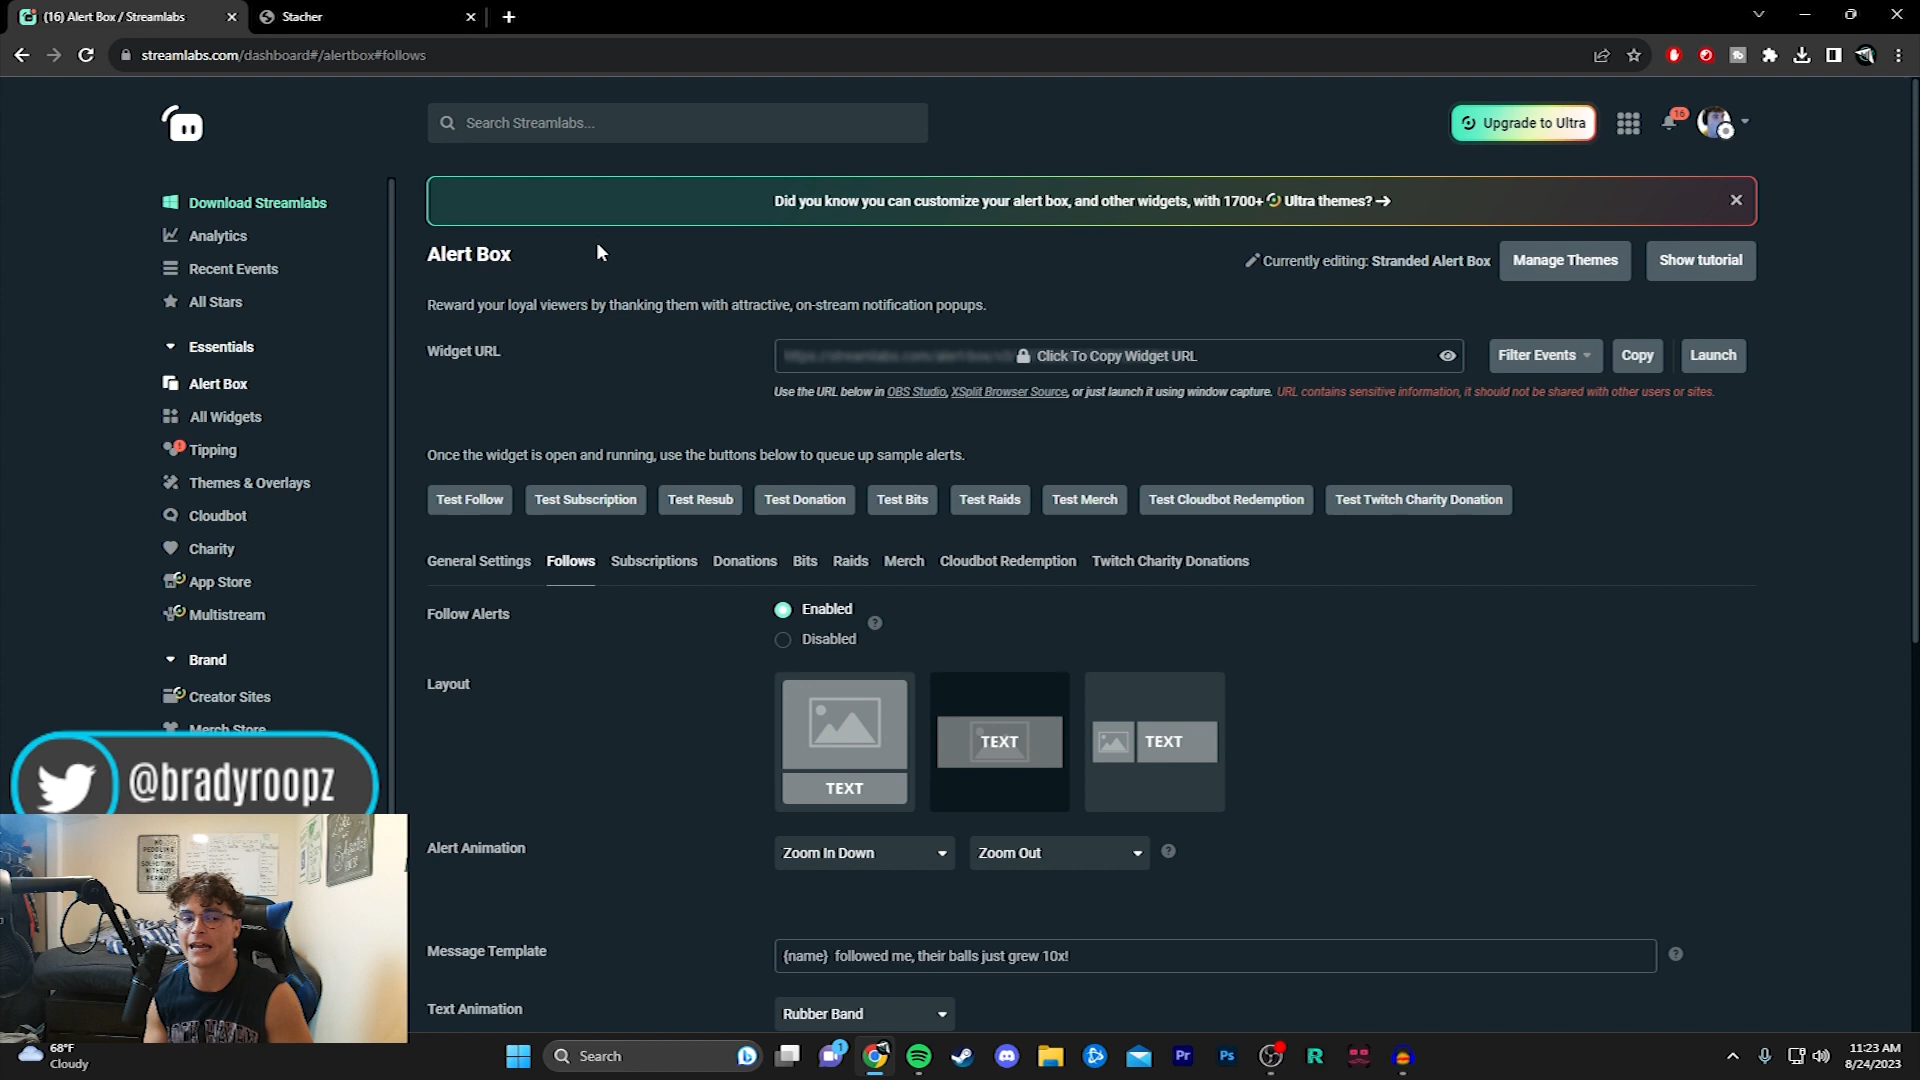 (16) Alert Box / Streamlabs
Stacher
streamlabs.com/dashboard#/alertbox#follows
Search Streamlabs...
Upgrade to Ultra
16
Download Streamlabs
Analytics
Recent Events
All Stars
Essentials
Alert Box
All Widgets
Tipping
Themes & Overlays
Cloudbot
Charity
App Store
Multistream
Brand
Creator Sites
Merch Store
Did you know you can customize your alert box, and other widgets, with 1700+ Ultra themes? →
Alert Box
Currently editing: Stranded Alert Box
Manage Themes
Show tutorial
Reward your loyal viewers by thanking them with attractive, on-stream notification popups.
Widget URL
Click To Copy Widget URL
Filter Events
Copy
Launch
Use the URL below in OBS Studio, XSplit Browser Source, or just launch it using window capture. URL contains sensitive information, it should not be shared with other users or sites.
Once the widget is open and running, use the buttons below to queue up sample alerts.
Test Follow
Test Subscription
Test Resub
Test Donation
Test Bits
Test Raids
Test Merch
Test Cloudbot Redemption
Test Twitch Charity Donation
General Settings
Follows
Subscriptions
Donations
Bits
Raids
Merch
Cloudbot Redemption
Twitch Charity Donations
Follow Alerts
Enabled
Disabled
Layout
TEXT
TEXT
TEXT
Alert Animation
Zoom In Down
Zoom Out
Message Template
{name} followed me, their balls just grew 10x!
Text Animation
Rubber Band
@bradyroopz
NO
PEDDLING
OR
SOLICITING
WITHOUT
PERMIT
68°F
Cloudy
Search
1
Pr
Ps
R
11:23 AM
8/24/2023